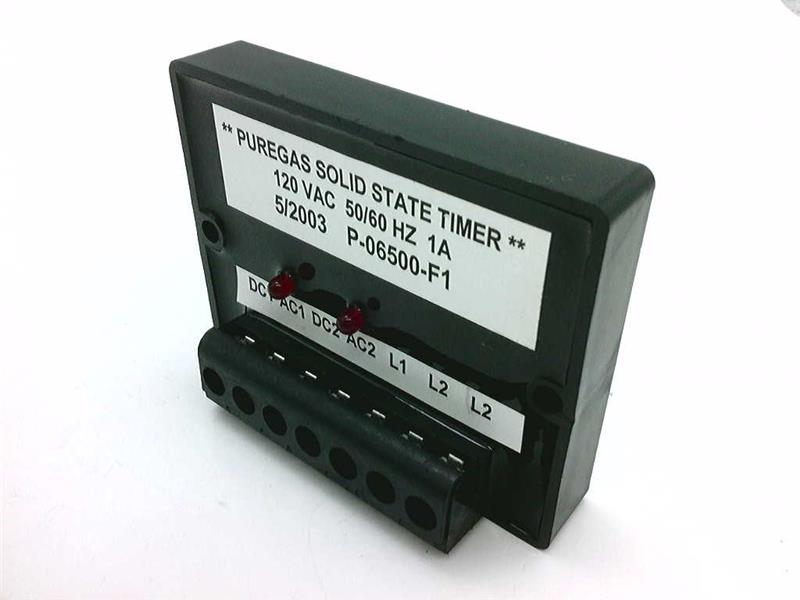 ** PUREGAS SOLID STATE TIMER **
120 VAC 50/60 HZ 1A
5/2003 P-06500-F1
DC1 AC1 DC2 AC2 L1 L2 L2